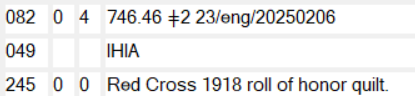 082 0 4 746.46 ǂ2 23/eng/20250206
049 IHIA
245 0 0 Red Cross 1918 roll of honor quilt.